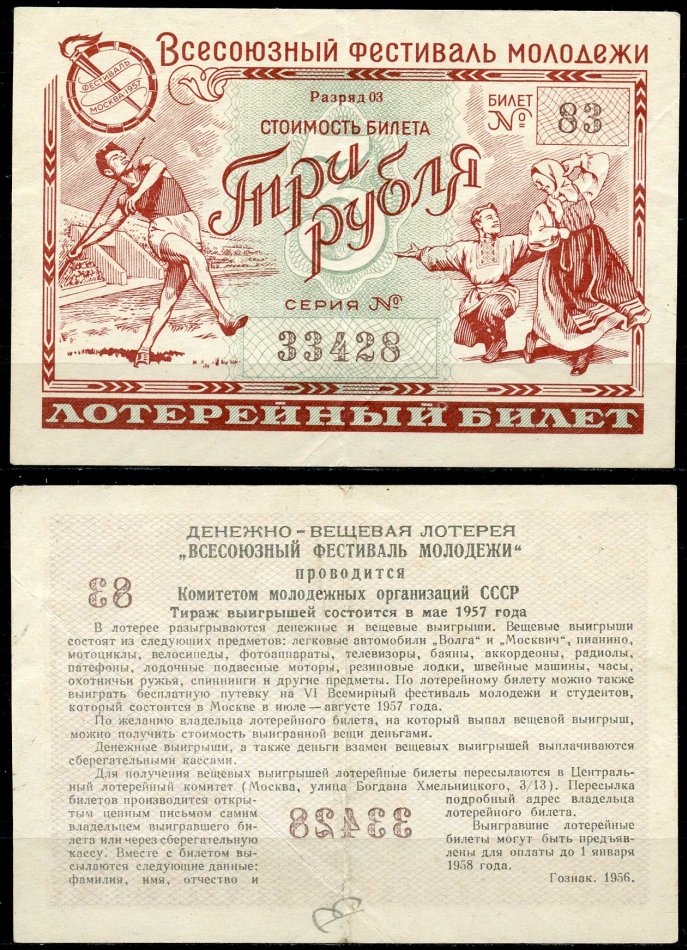 Всесоюзный фестиваль молодежи
ФЕСТИВАЛЬ
МОСКВА 1957
Разряд 03
БИЛЕТ
№
83
СТОИМОСТЬ БИЛЕТА
3
Три
рубля
СЕРИЯ №
33428
ЛОТЕРЕЙНЫЙ БИЛЕТ
ДЕНЕЖНО-ВЕЩЕВАЯ ЛОТЕРЕЯ
„ВСЕСОЮЗНЫЙ ФЕСТИВАЛЬ МОЛОДЕЖИ“
проводится
83
Комитетом молодежных организаций СССР
Тираж выигрышей состоится в мае 1957 года
В лотерее разыгрываются денежные и вещевые выигрыши. Вещевые выигрыши
состоят из следующих предметов: легковые автомобили „Волга“ и „Москвич“, пианино,
мотоциклы, велосипеды, фотоаппараты, телевизоры, баяны, аккордеоны, радиолы,
патефоны, лодочные подвесные моторы, резиновые лодки, швейные машины, часы,
охотничьи ружья, спиннинги и другие предметы. По лотерейному билету можно также
выиграть бесплатную путевку на VI Всемирный фестиваль молодежи и студентов,
который состоится в Москве в июле—августе 1957 года.
По желанию владельца лотерейного билета, на который выпал вещевой выигрыш,
можно получить стоимость выигранной вещи деньгами.
Денежные выигрыши, а также деньги взамен вещевых выигрышей выплачиваются
сберегательными кассами.
Для получения вещевых выигрышей лотерейные билеты пересылаются в Централь-
ный лотерейный комитет (Москва, улица Богдана Хмельницкого, 3/13). Пересылка
билетов производится откры-
тым ценным письмом самим
владельцем выигравшего би-
лета или через сберегательную
кассу. Вместе с билетом вы-
сылаются следующие данные:
фамилия, имя, отчество и
33428
подробный адрес владельца
лотерейного билета.
Выигравшие лотерейные
билеты могут быть предъяв-
лены для оплаты до 1 января
1958 года.
Гознак. 1956.